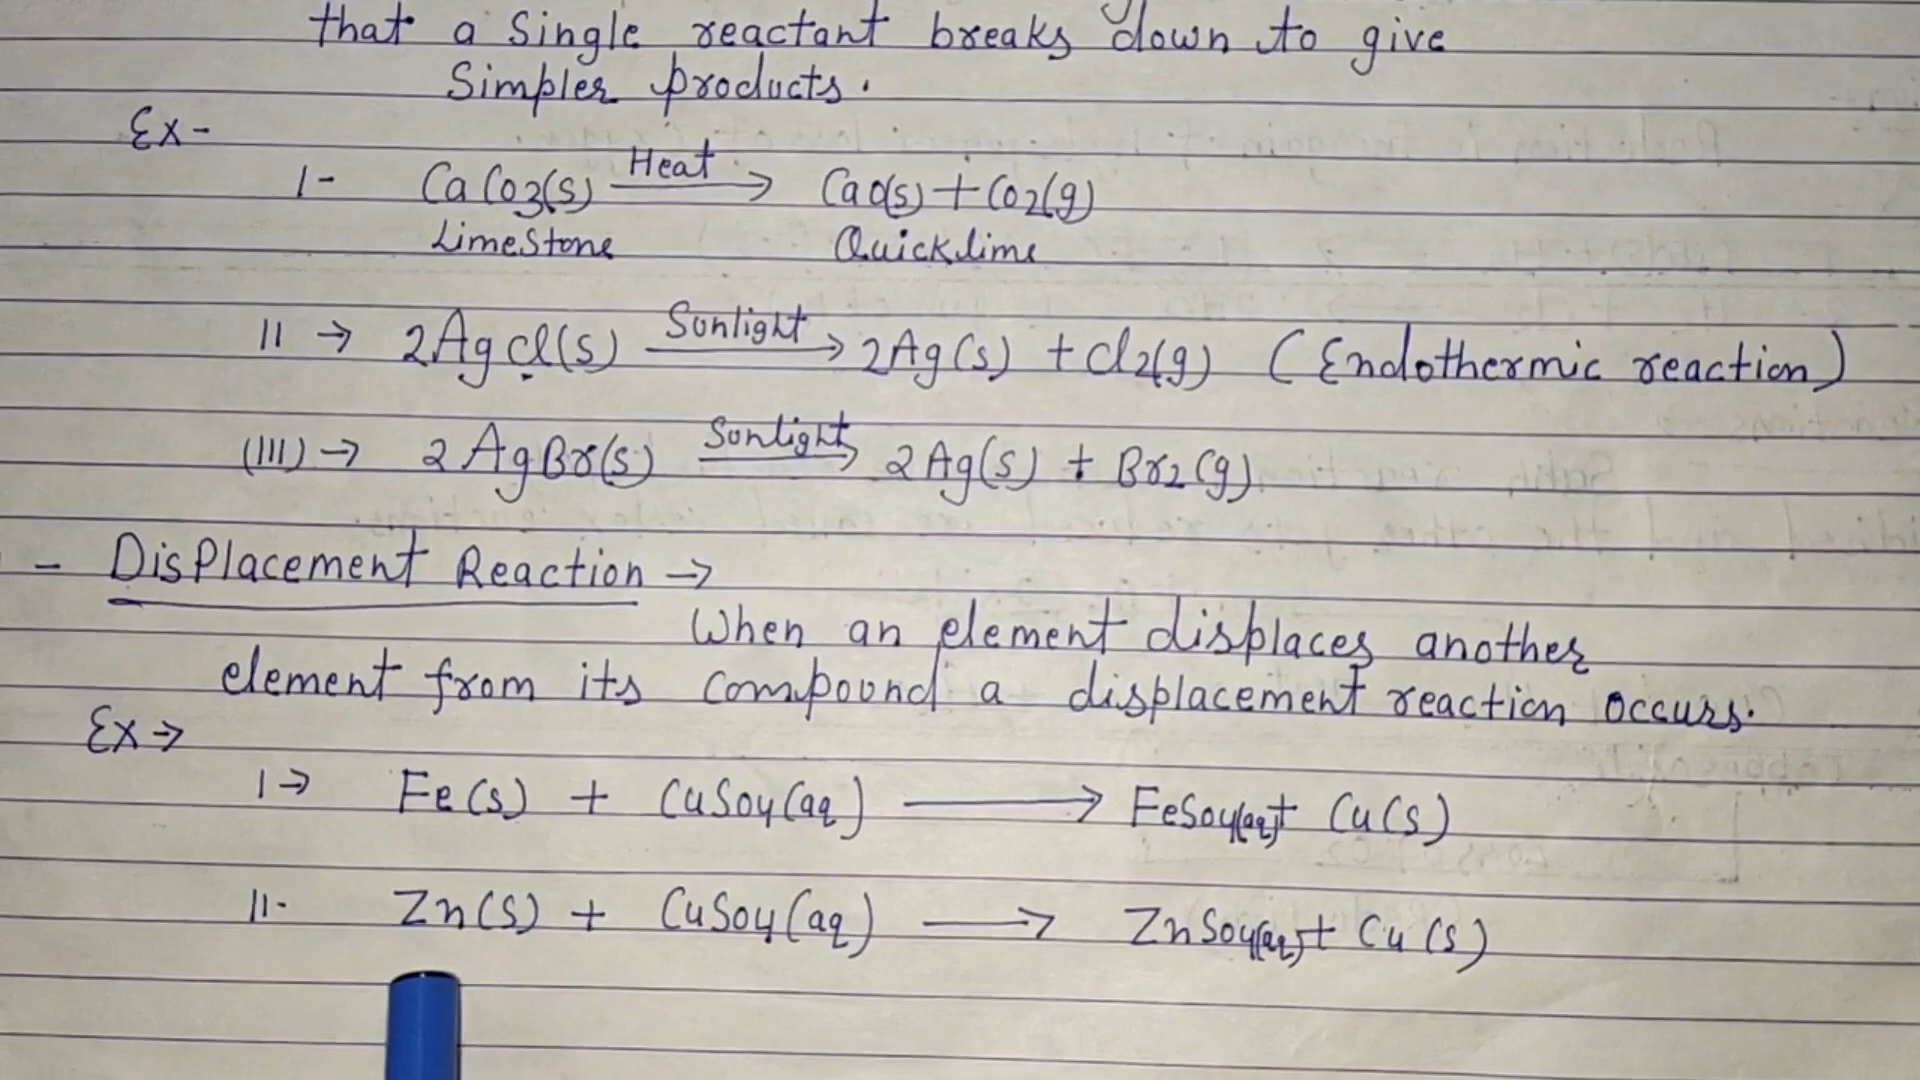 that a Single reactant breaks down to give
Simpler products.
Ex-
I- CaCO3(s) Heat → CaO(s) + CO2(g)
Limestone Quicklime
II → 2AgCl(s) Sunlight → 2Ag(s) + Cl2(g) (Endothermic reaction)
(III) → 2AgBr(s) Sunlight → 2Ag(s) + Br2(g)
- Displacement Reaction →
When an element displaces another
element from its compound a displacement reaction occurs.
Ex →
I → Fe(s) + CuSO4(aq) → FeSO4(aq) + Cu(s)
II- Zn(s) + CuSO4(aq) → ZnSO4(aq) + Cu(s)